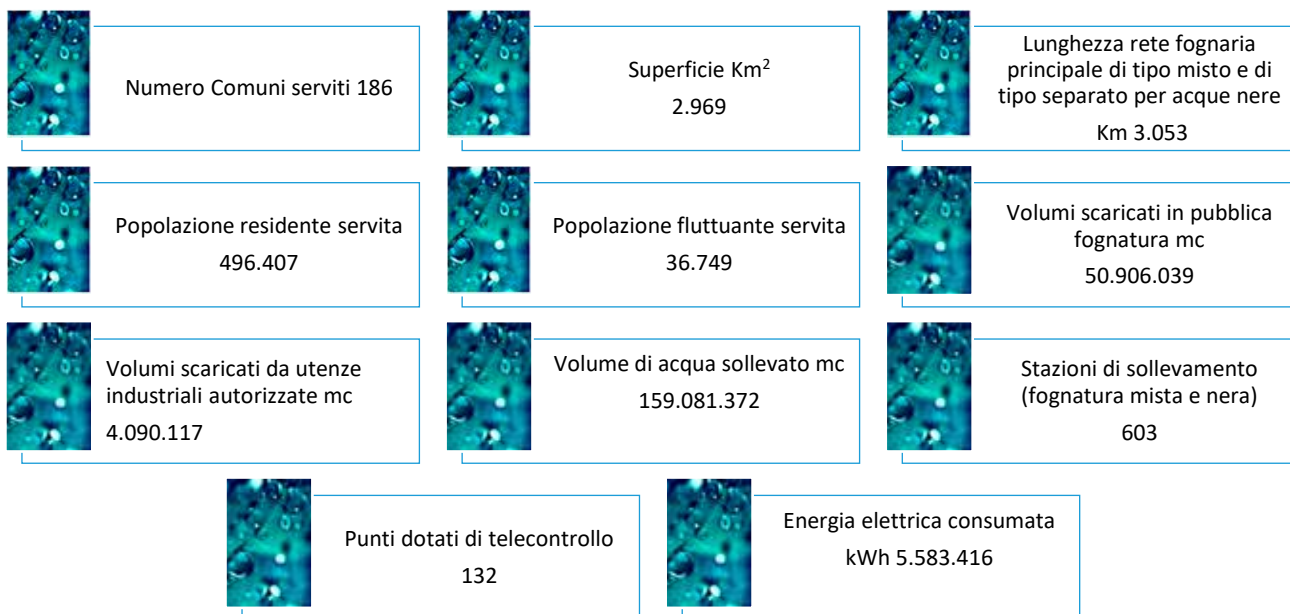 Numero Comuni serviti 186
Superficie Km²
2.969
Lunghezza rete fognaria
principale di tipo misto e di
tipo separato per acque nere
Km 3.053
Popolazione residente servita
496.407
Popolazione fluttuante servita
36.749
Volumi scaricati in pubblica
fognatura mc
50.906.039
Volumi scaricati da utenze
industriali autorizzate mc
4.090.117
Volume di acqua sollevato mc
159.081.372
Stazioni di sollevamento
(fognatura mista e nera)
603
Punti dotati di telecontrollo
132
Energia elettrica consumata
kWh 5.583.416